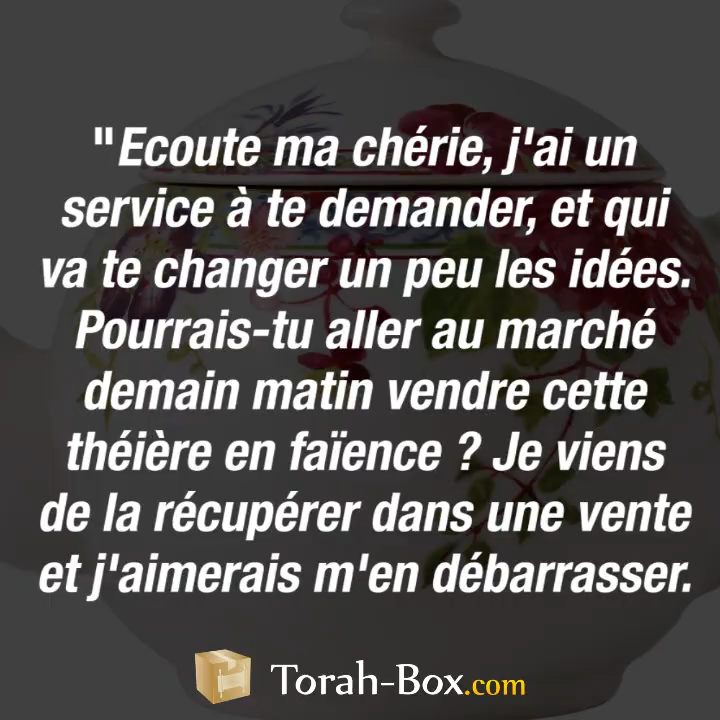 "Ecoute ma chérie, j'ai un
service à te demander, et qui
va te changer un peu les idées.
Pourrais-tu aller au marché
demain matin vendre cette
théière en faïence ? Je viens
de la récupérer dans une vente
et j'aimerais m'en débarrasser.
Torah-Box.com